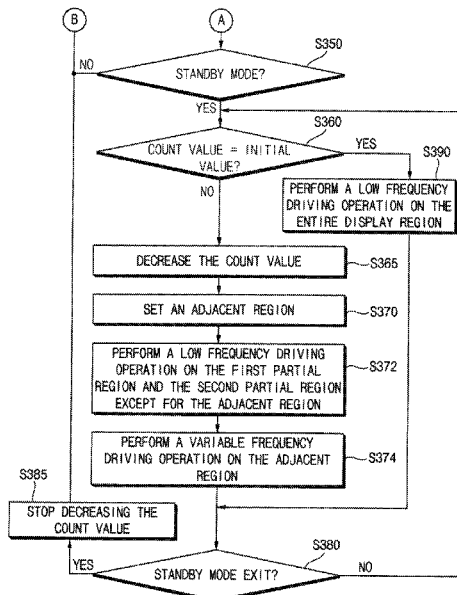 B
A
S350
NO
STANDBY MODE?
YES
S360
COUNT VALUE = INITIAL
VALUE?
YES
S390
NO
PERFORM A LOW FREQUENCY
DRIVING OPERATION ON THE
ENTIRE DISPLAY REGION
DECREASE THE COUNT VALUE
S365
SET AN ADJACENT REGION
S370
PERFORM A LOW FREQUENCY DRIVING
OPERATION ON THE FIRST PARTIAL
REGION AND THE SECOND PARTIAL REGION
EXCEPT FOR THE ADJACENT REGION
S372
PERFORM A VARIABLE FREQUENCY
DRIVING OPERATION ON THE ADJACENT
REGION
S374
S385
STOP DECREASING THE
COUNT VALUE
S380
YES
STANDBY MODE EXIT?
NO